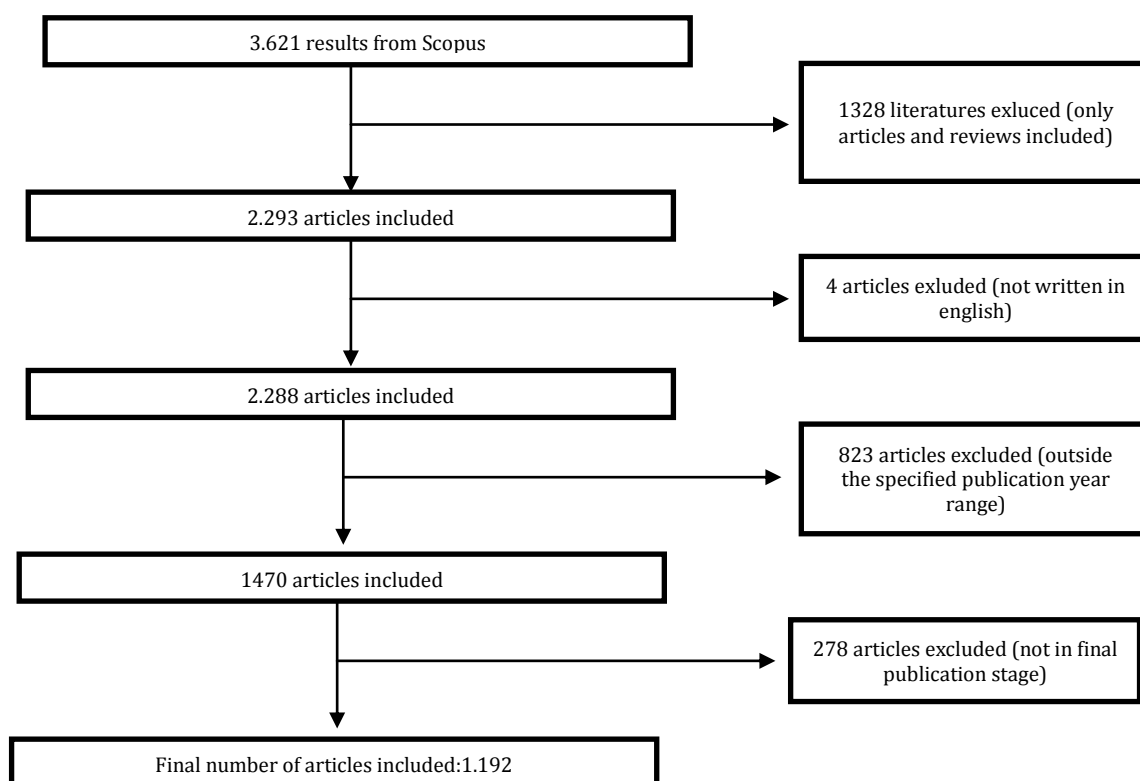 3.621 results from Scopus
1328 literatures exluced (only
articles and reviews included)
2.293 articles included
4 articles exluded (not written in
english)
2.288 articles included
823 articles excluded (outside
the specified publication year
range)
1470 articles included
278 articles excluded (not in final
publication stage)
Final number of articles included:1.192